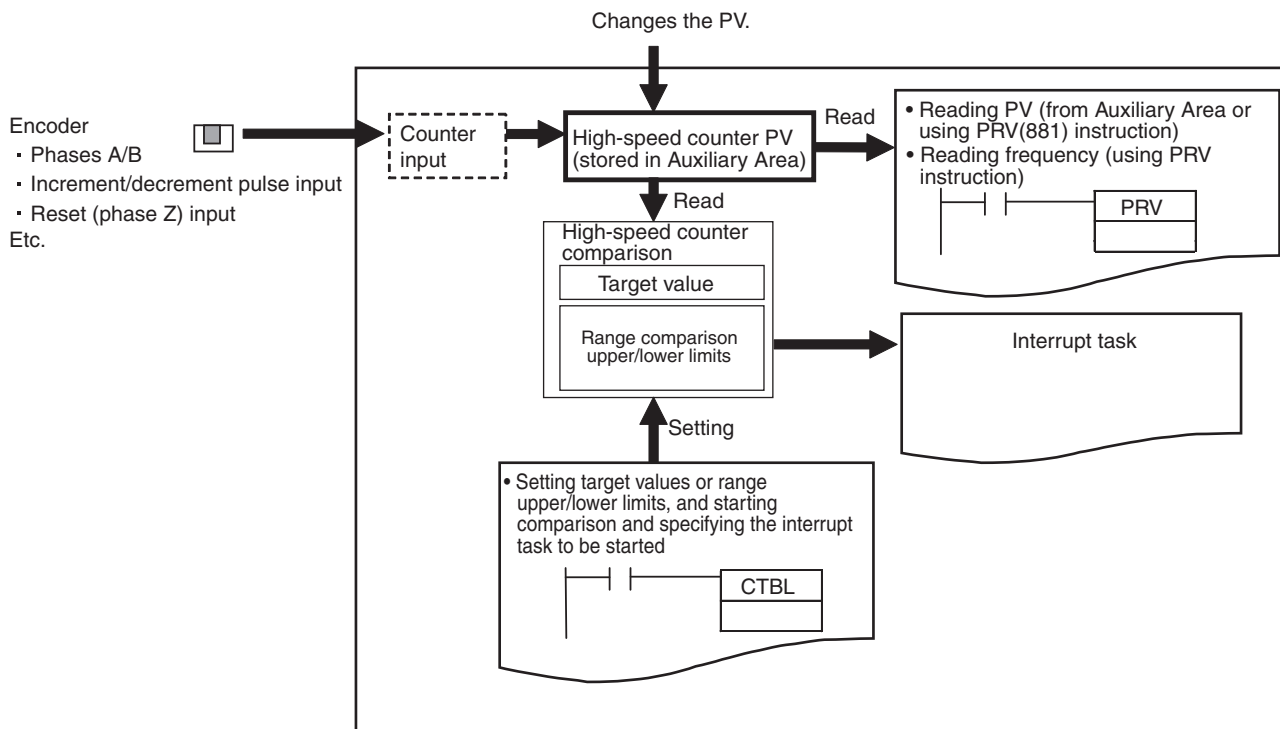 Changes the PV.
Encoder
・Phases A/B
・Increment/decrement pulse input
・Reset (phase Z) input
Etc.
Counter
input
High-speed counter PV
(stored in Auxiliary Area)
Read
• Reading PV (from Auxiliary Area or
using PRV(881) instruction)
• Reading frequency (using PRV
instruction)
PRV
Read
High-speed counter
comparison
Target value
Range comparison
upper/lower limits
Interrupt task
Setting
• Setting target values or range
upper/lower limits, and starting
comparison and specifying the interrupt
task to be started
CTBL